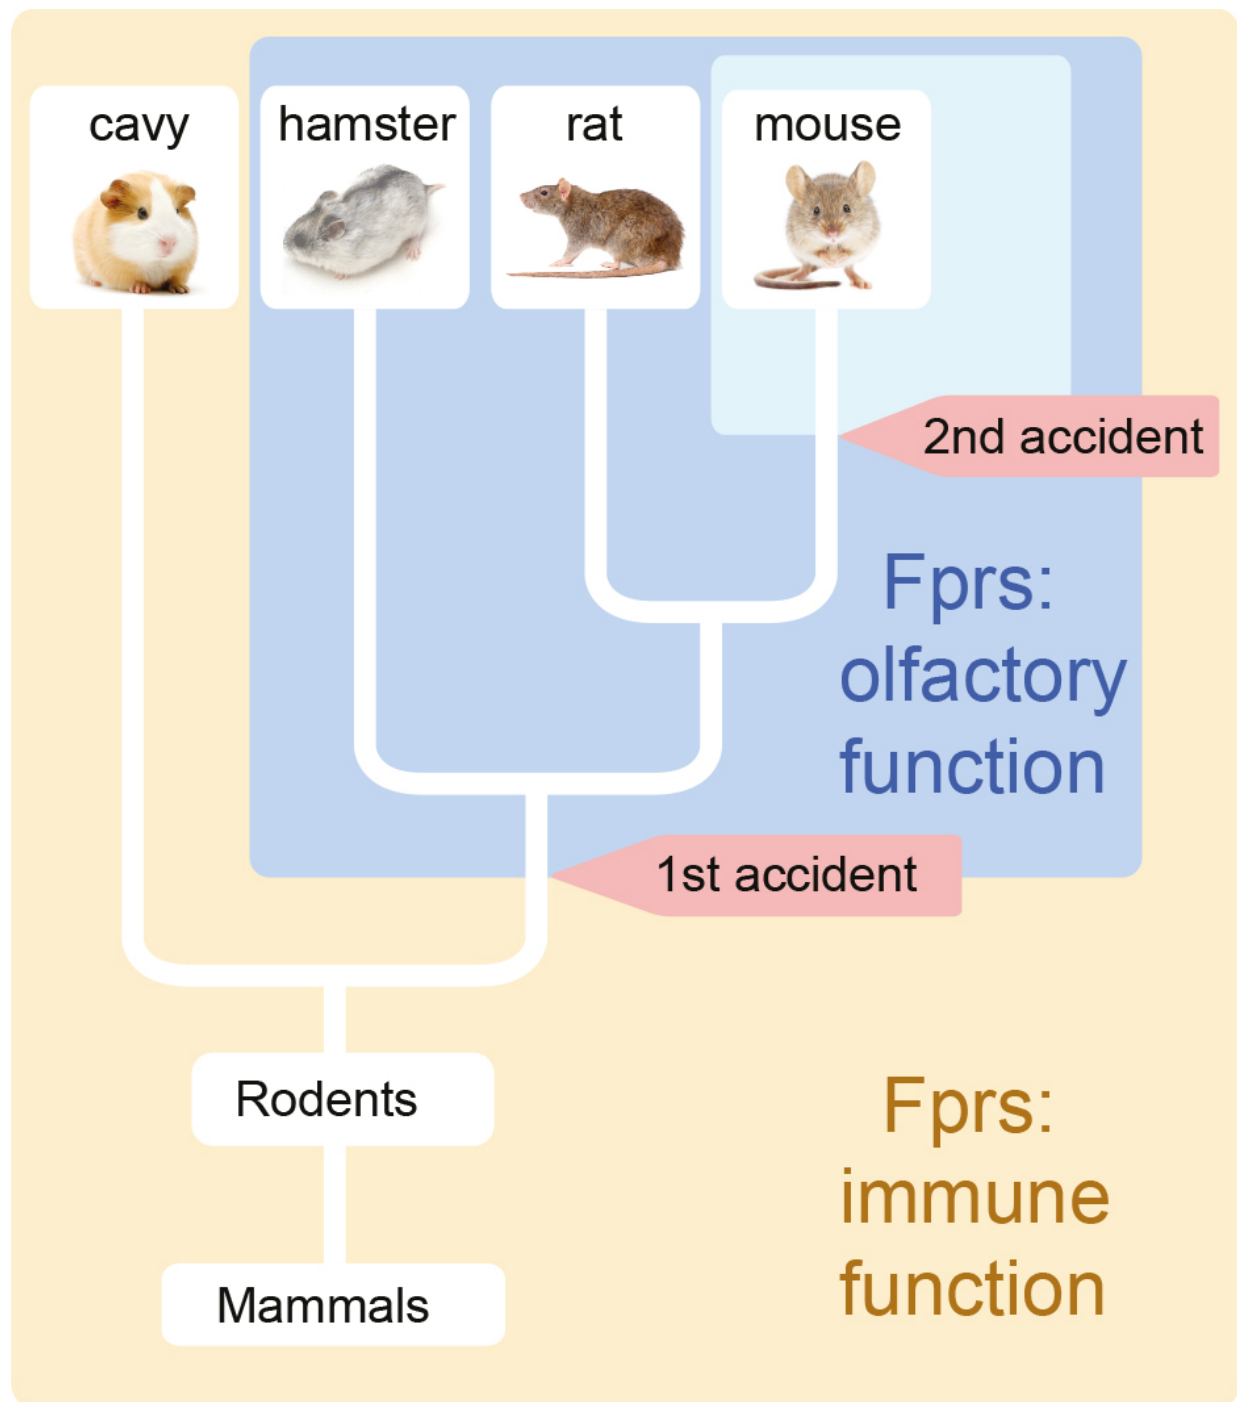 cavy
hamster
rat
mouse
2nd accident
Fprs:
olfactory
function
1st accident
Rodents
Fprs:
immune
function
Mammals